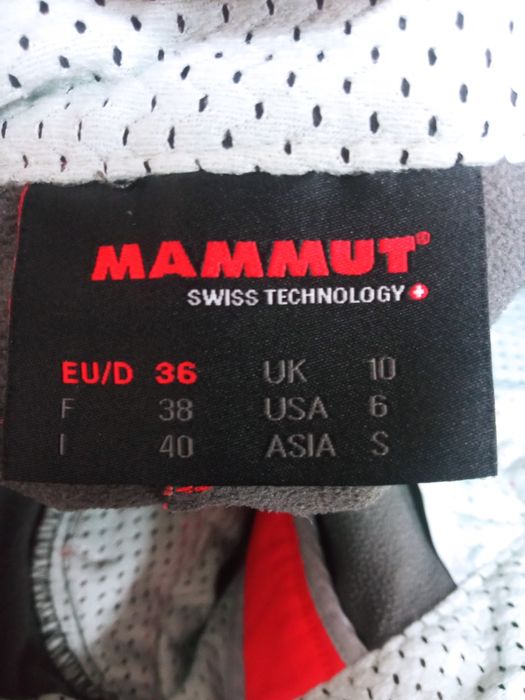 MAMMUT®
SWISS TECHNOLOGY
EU/D 36 UK 10
F 38 USA 6
I 40 ASIA S